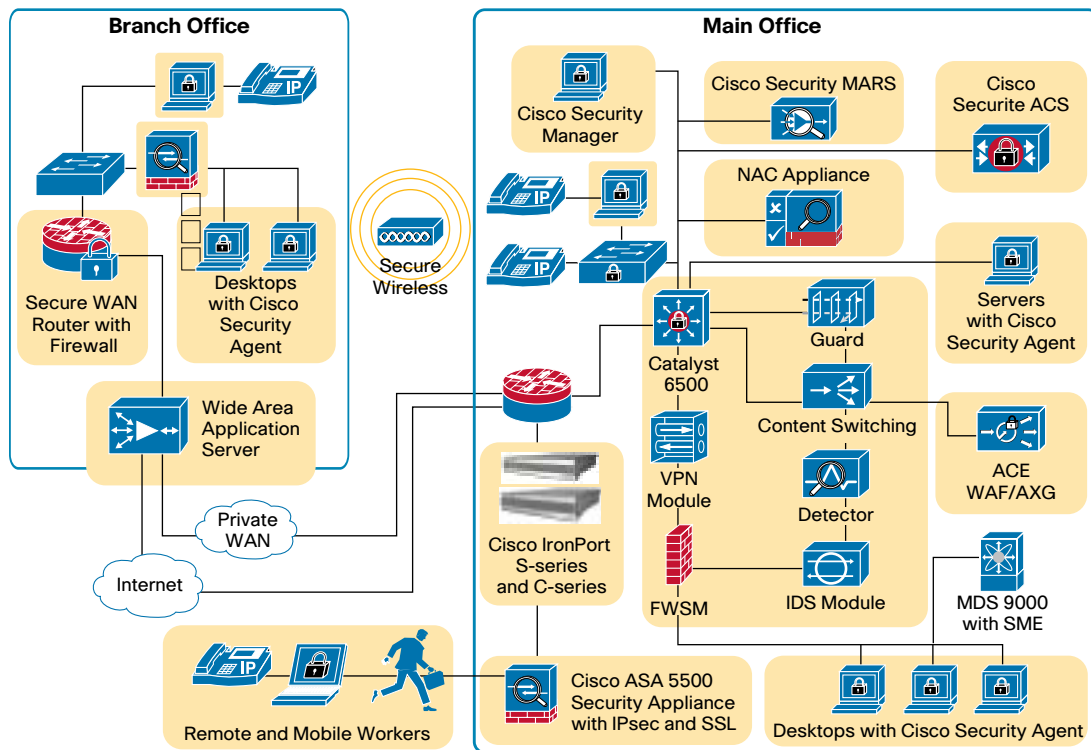 Branch Office
IP
Secure WAN
Router with
Firewall
Desktops
with Cisco
Security
Agent
Wide Area
Application
Server
Private
WAN
Internet
IP
Remote and Mobile Workers
Secure
Wireless
Main Office
Cisco Security
Manager
Cisco Security MARS
Cisco
Securite ACS
NAC Appliance
IP
IP
Servers
with Cisco
Security Agent
Catalyst
6500
Guard
Content Switching
VPN
Module
Detector
FWSM
IDS Module
ACE
WAF/AXG
Cisco IronPort
S-series
and C-series
MDS 9000
with SME
Cisco ASA 5500
Security Appliance
with IPsec and SSL
Desktops with Cisco Security Agent